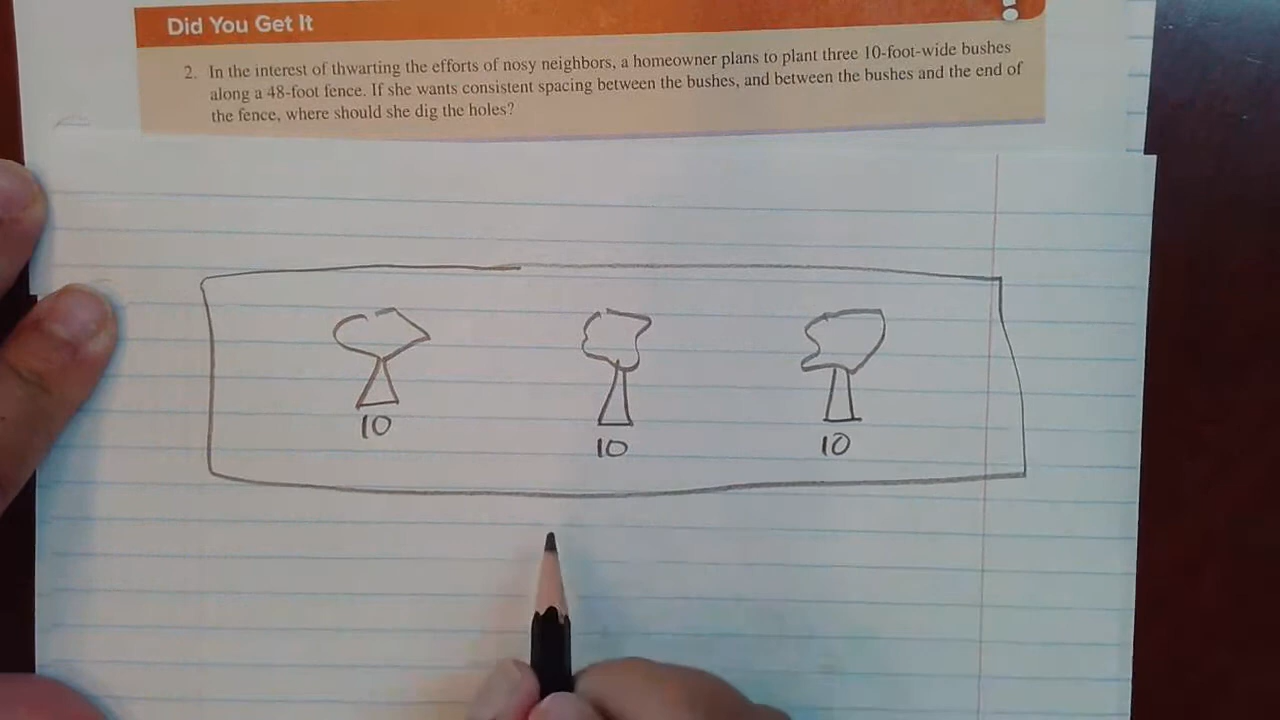 Did You Get It
2. In the interest of thwarting the efforts of nosy neighbors, a homeowner plans to plant three 10-foot-wide bushes
along a 48-foot fence. If she wants consistent spacing between the bushes, and between the bushes and the end of
the fence, where should she dig the holes?
10
10
10